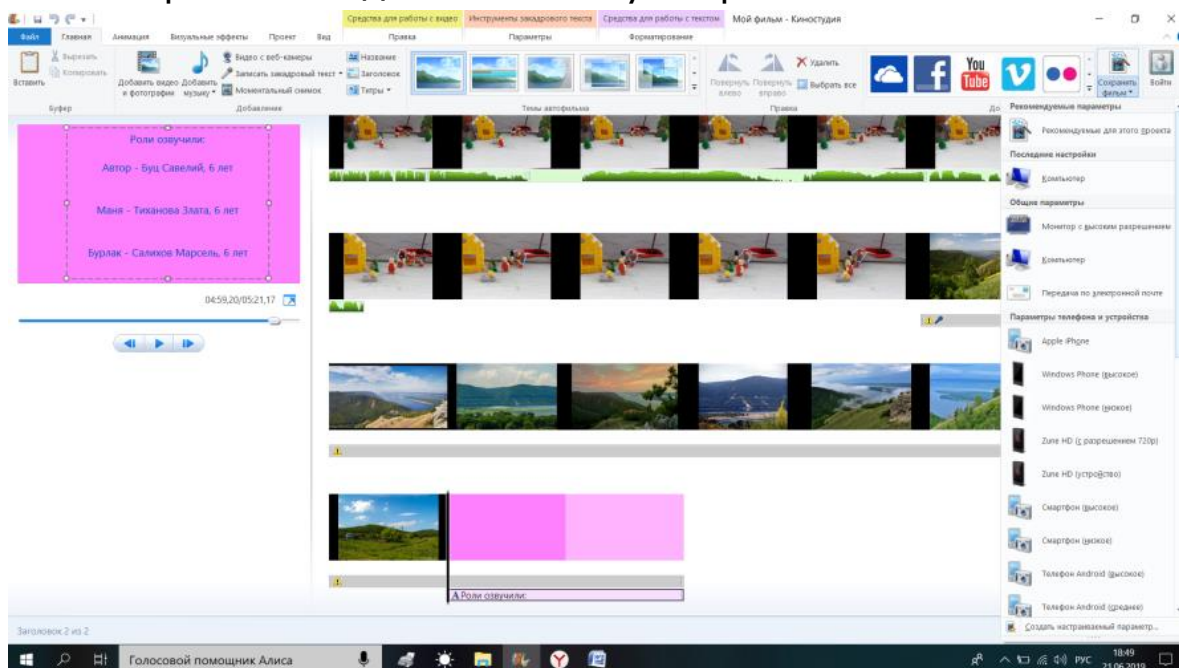 Средства для работы с видео
Инструменты закадрового текста
Средства для работы с текстом
Мой фильм - Киностудия
Файл
Главная
Анимация
Визуальные эффекты
Проект
Вид
Правка
Параметры
Форматирование
Вставить
Вырезать
Копировать
Буфер
Добавить видео и фотографии
Добавить музыку
Видео с веб-камеры
Записать закадровый текст
Моментальный снимок
Добавление
Название
Заголовок
Титры
Темы автофильма
Повернуть влево
Повернуть вправо
Удалить
Выбрать все
Правка
You
Tube
Сохранить фильм
Войти
Роли озвучили:
Автор - Буц Савелий, 6 лет
Маня - Тиханова Злата, 6 лет
Бурлак - Салихов Марсель, 6 лет
04:59,20/05:21,17
A Роли озвучили:
Рекомендуемые параметры
Рекомендуемые для этого проекта
Последние настройки
Компьютер
Общие параметры
Монитор с высоким разрешением
Компьютер
Передача по электронной почте
Параметры телефона и устройства
Apple iPhone
Windows Phone (высокое)
Windows Phone (низкое)
Zune HD (с разрешением 720p)
Zune HD (устройство)
Смартфон (высокое)
Смартфон (низкое)
Телефон Android (высокое)
Телефон Android (среднее)
Создать настраиваемый параметр...
Заголовок 2 из 2
Голосовой помощник Алиса
РУС
18:49
21.06.2019